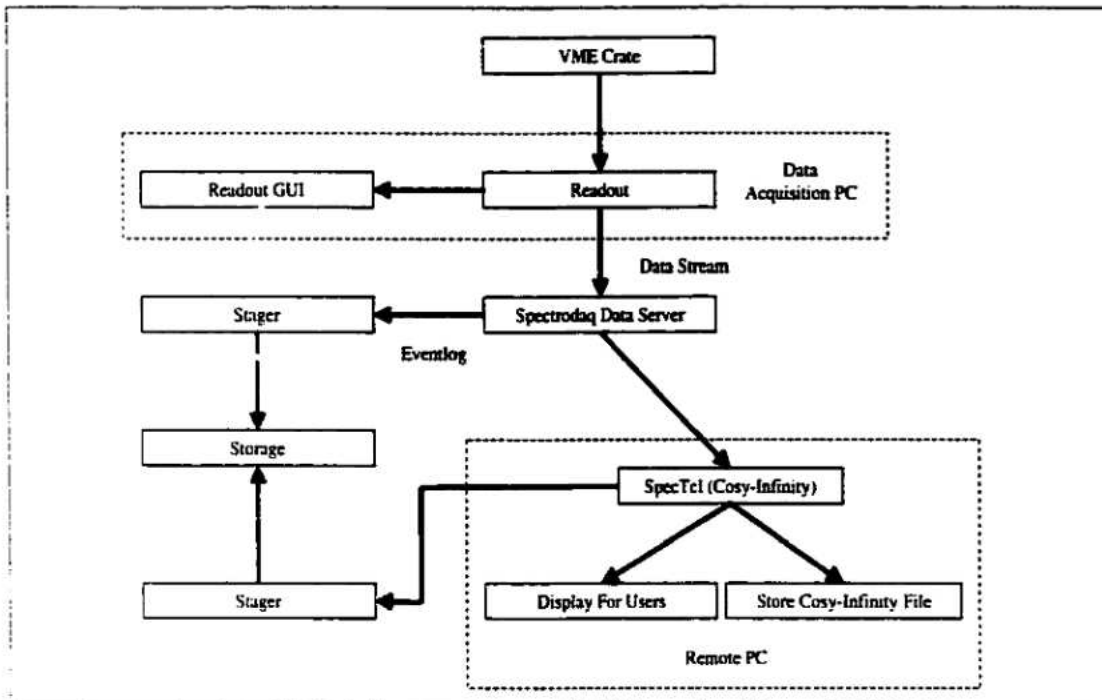 VME Crate
Data
Acquisition PC
Readout GUI
Readout
Data Stream
Stager
Spectrodaq Data Server
Eventlog
Storage
SpecTcl (Cosy-Infinity)
Stager
Display For Users
Store Cosy-Infinity File
Remote PC